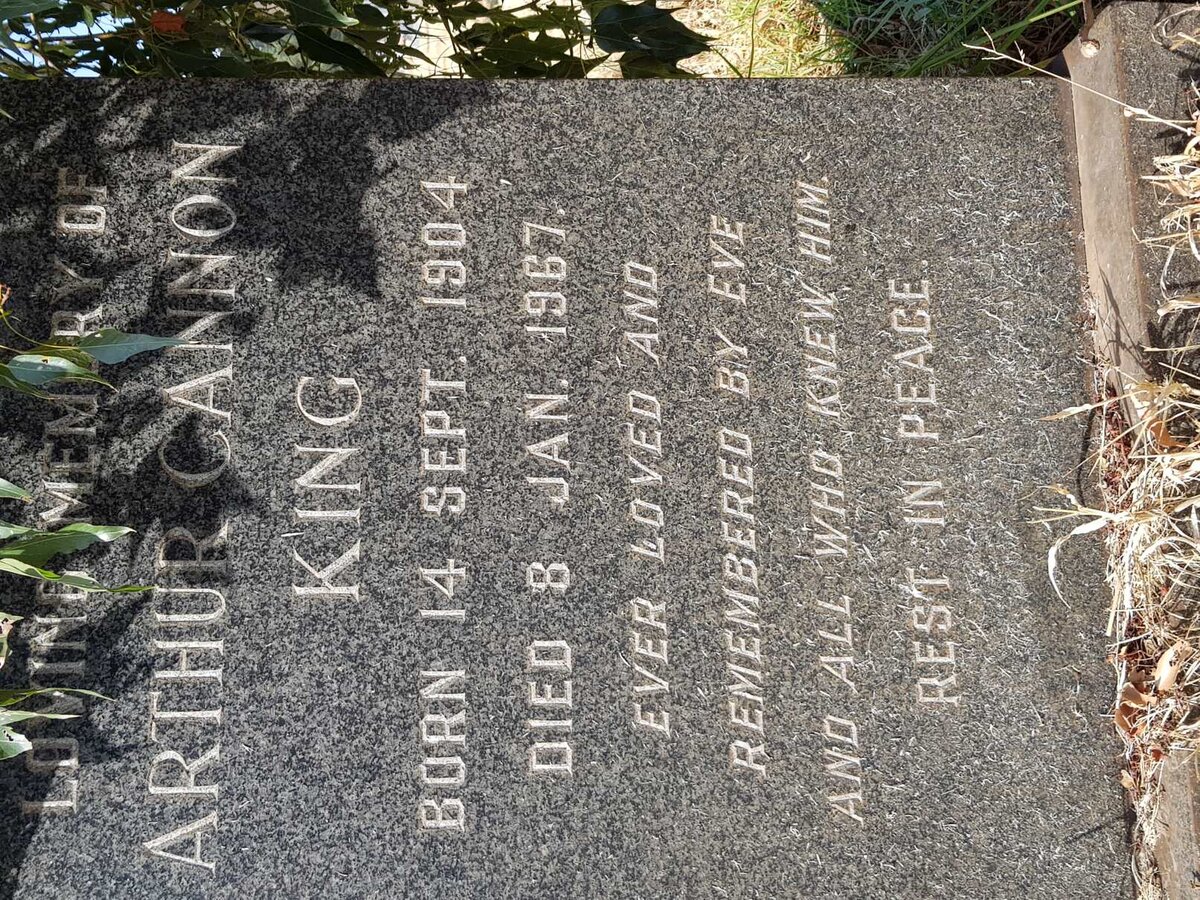 LOVING MEMORY OF
ARTHUR CANNON
KING
BORN 14 SEPT. 1904
DIED 8 JAN. 1967.
EVER LOVED AND
REMEMBERED BY EVE
AND ALL WHO KNEW HIM.
REST IN PEACE.